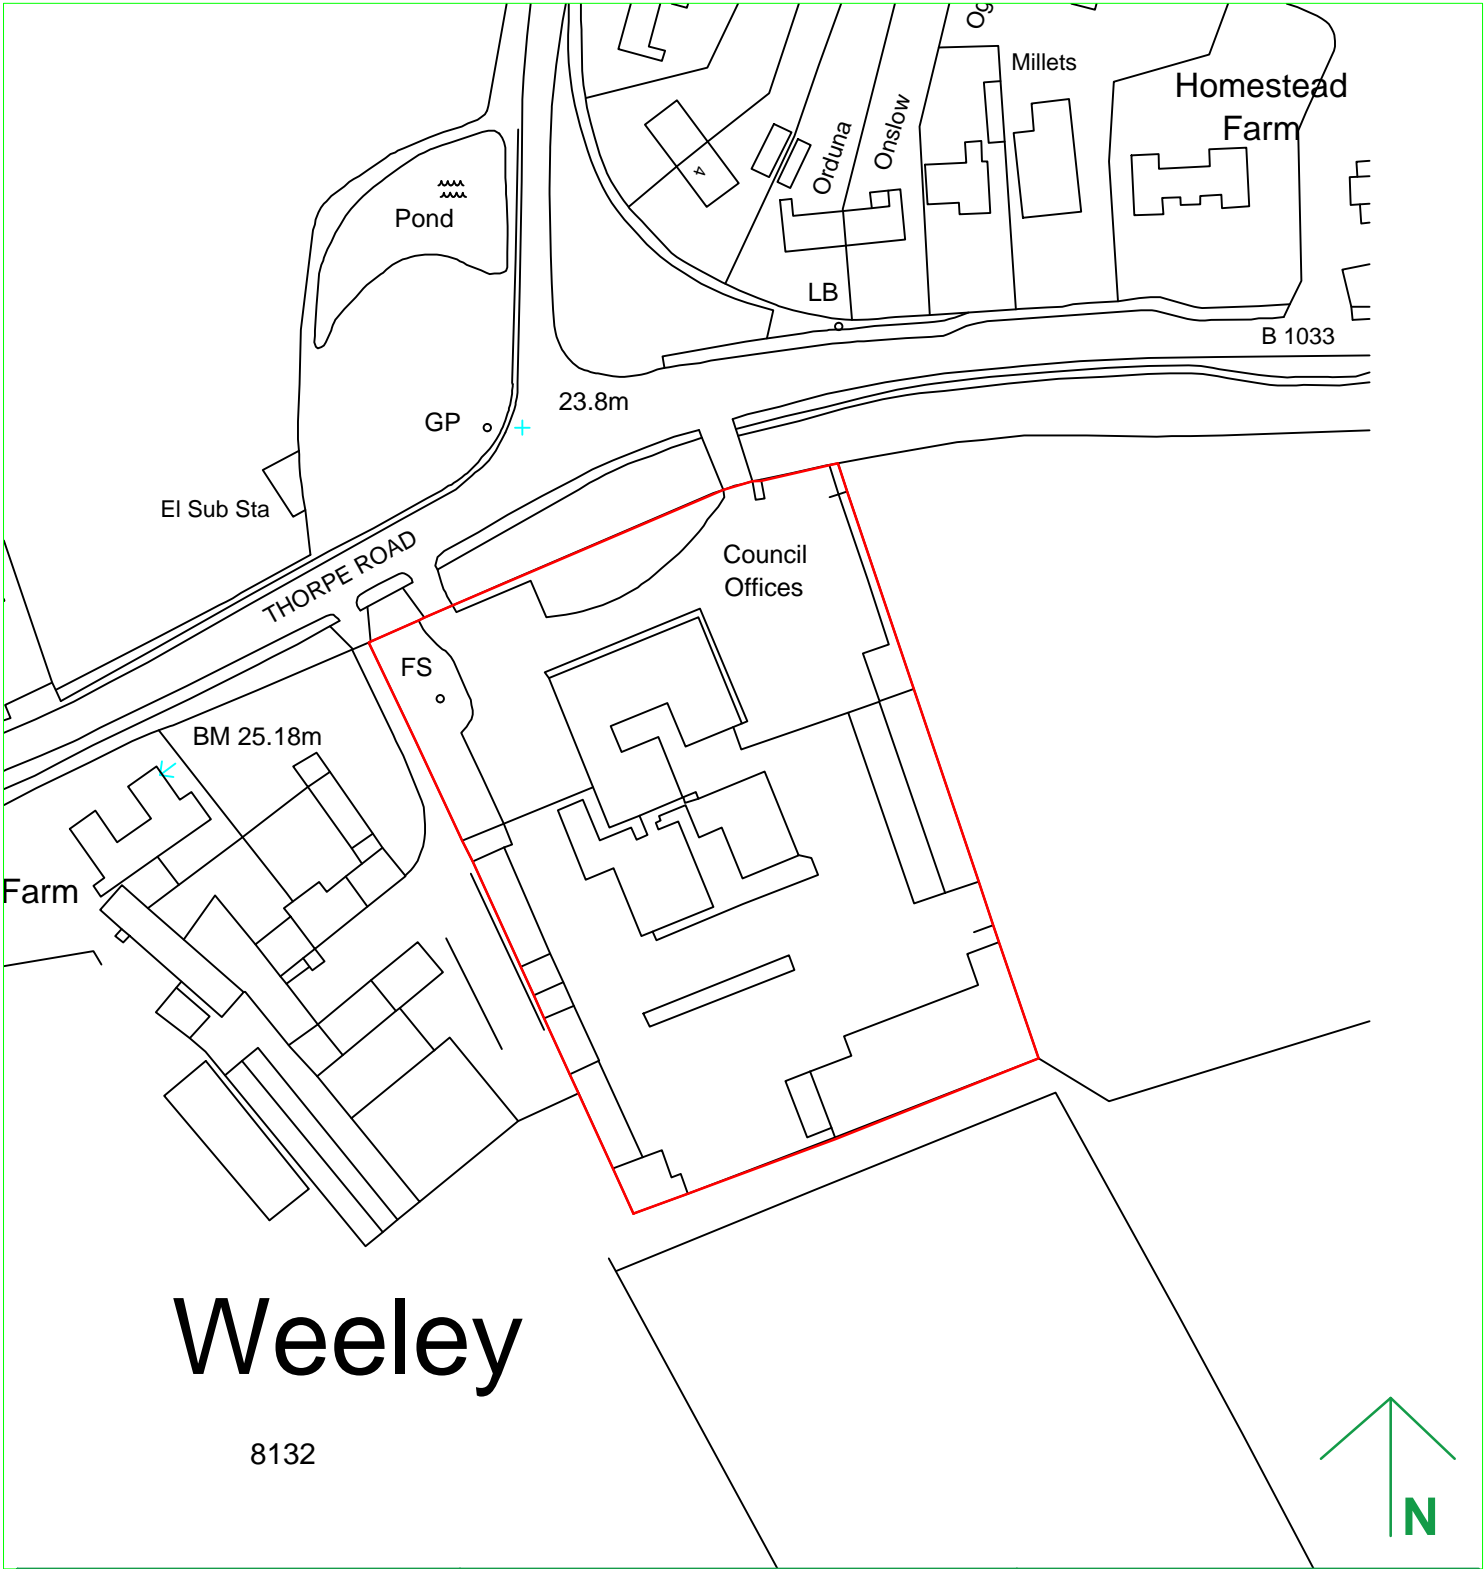 Og
Millets
Homestead
Farm
Orduna
Onslow
4
Pond
LB
B 1033
23.8m
GP
El Sub Sta
THORPE ROAD
Council
Offices
FS
BM 25.18m
Farm
Weeley
8132
N